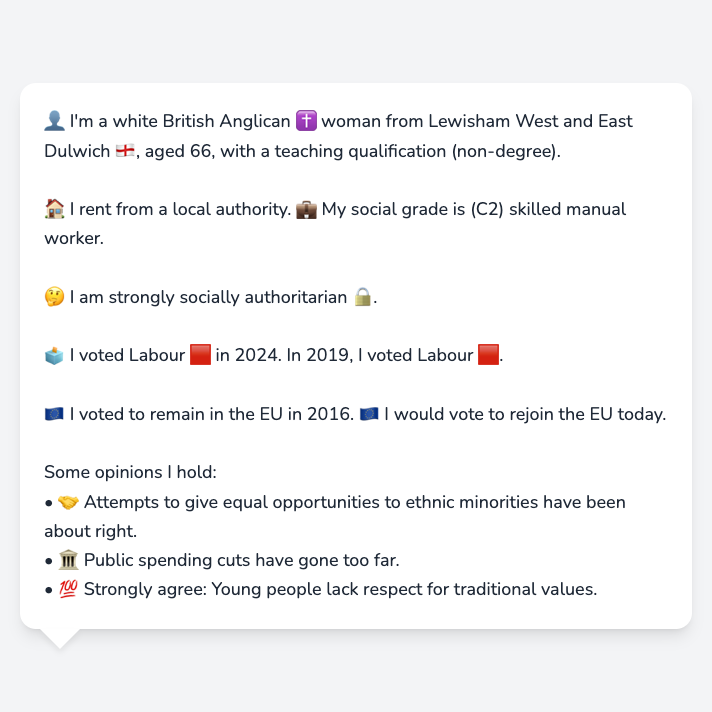 👤 I'm a white British Anglican ✝️ woman from Lewisham West and East
Dulwich 🏴󠁧󠁢󠁥󠁮󠁧󠁿, aged 66, with a teaching qualification (non-degree).
🏠 I rent from a local authority. 💼 My social grade is (C2) skilled manual
worker.
🤔 I am strongly socially authoritarian 🔒.
🗳️ I voted Labour 🟥 in 2024. In 2019, I voted Labour 🟥.
🇪🇺 I voted to remain in the EU in 2016. 🇪🇺 I would vote to rejoin the EU today.
Some opinions I hold:
• 🤝 Attempts to give equal opportunities to ethnic minorities have been
about right.
• 🏛️ Public spending cuts have gone too far.
• 💯 Strongly agree: Young people lack respect for traditional values.